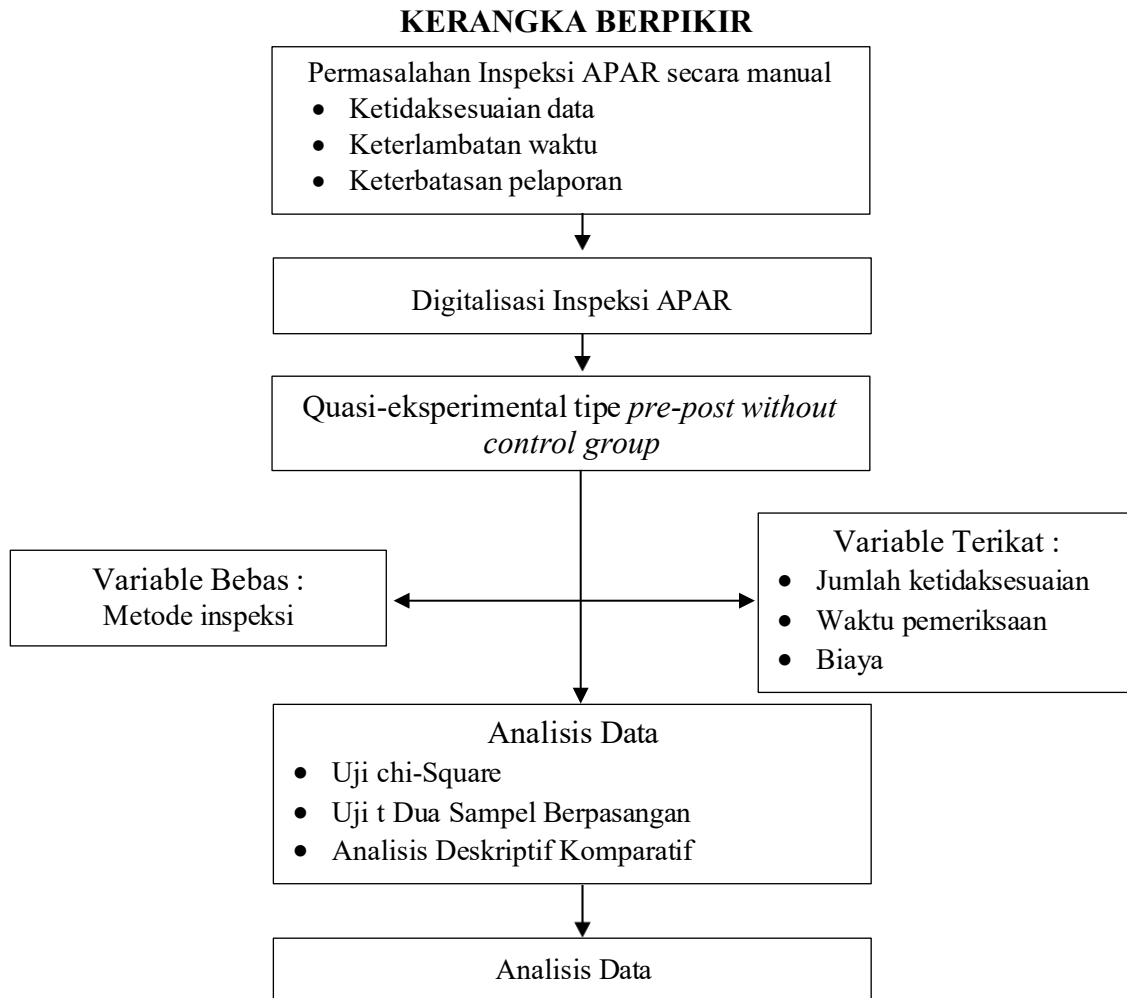 KERANGKA BERPIKIR
Permasalahan Inspeksi APAR secara manual
• Ketidaksesuaian data
• Keterlambatan waktu
• Keterbatasan pelaporan
Digitalisasi Inspeksi APAR
Quasi-eksperimental tipe pre-post without
control group
Variable Bebas :
Metode inspeksi
Variable Terikat :
• Jumlah ketidaksesuaian
• Waktu pemeriksaan
• Biaya
Analisis Data
• Uji chi-Square
• Uji t Dua Sampel Berpasangan
• Analisis Deskriptif Komparatif
Analisis Data